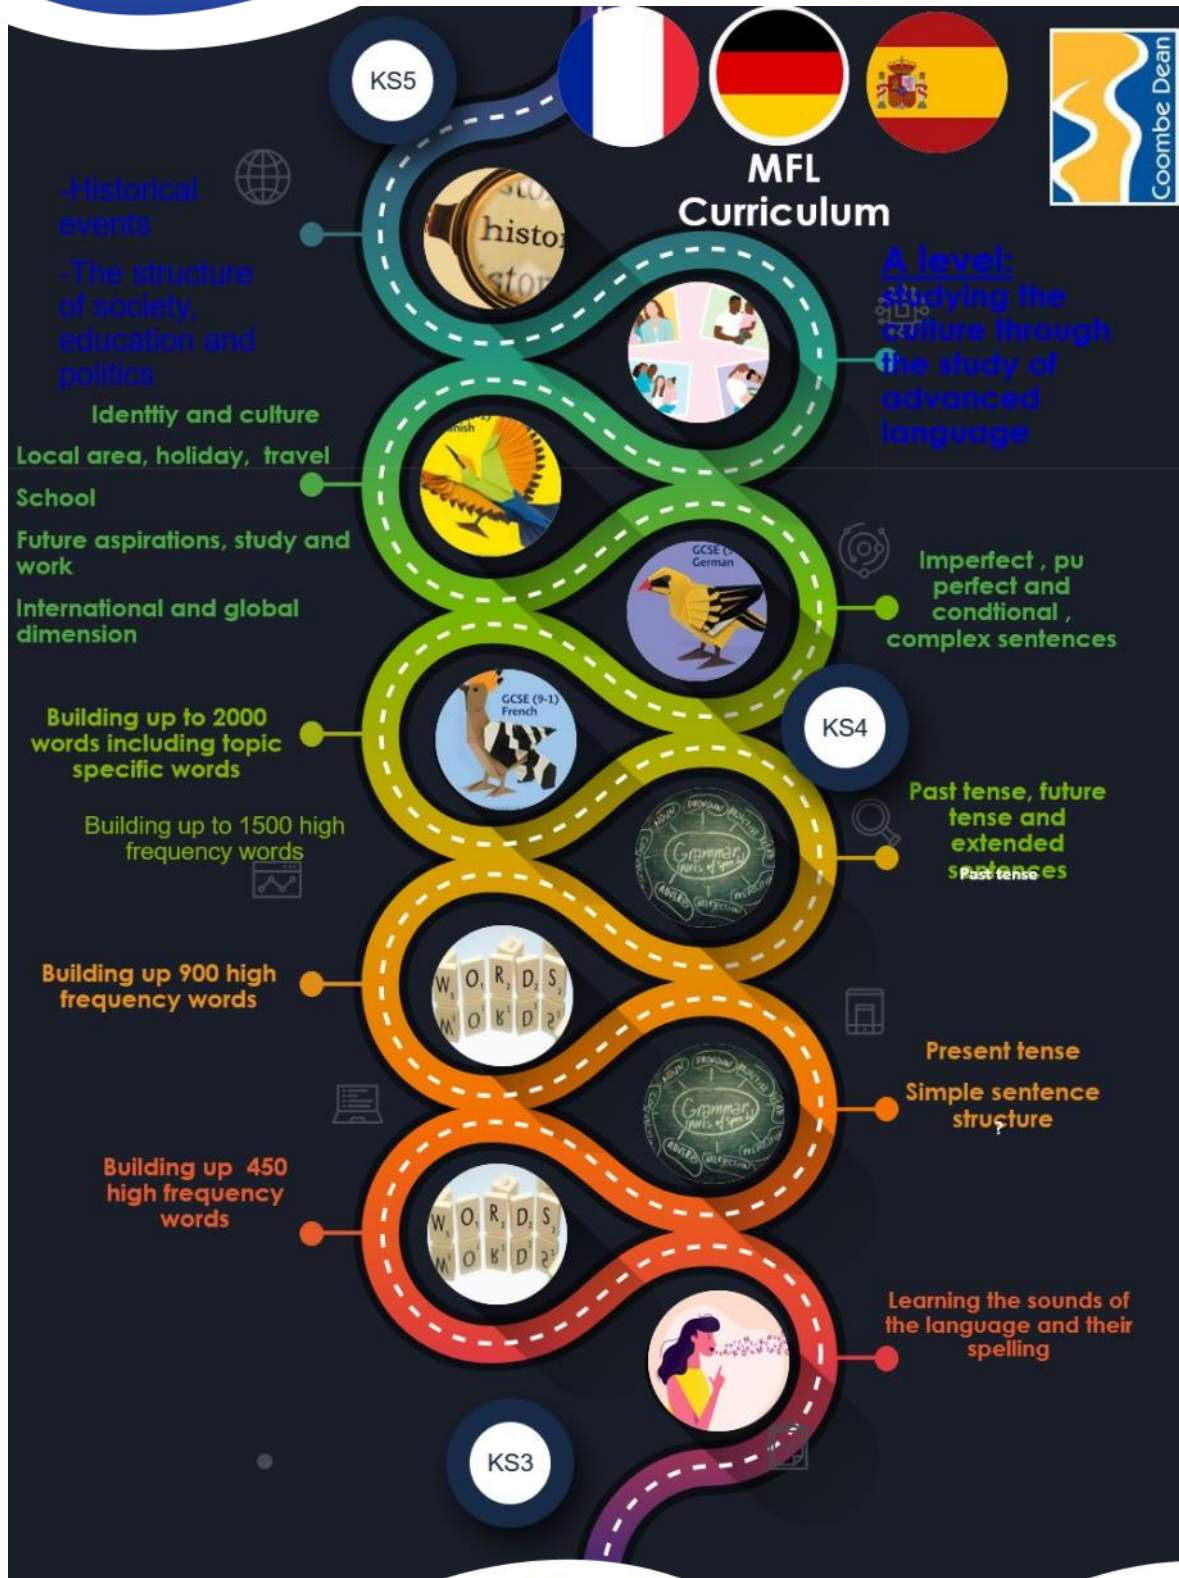 KS5
Coombe Dean
MFL
Curriculum
-Historical
events
-The structure
of society,
education and
politics
histor
A level:
studying the
culture through
the study of
advanced
language
Identtiy and culture
Local area, holiday, travel
School
Future aspirations, study and
work
International and global
dimension
German
Imperfect , pu
perfect and
condtional ,
complex sentences
KS4
Building up to 2000
words including topic
specific words
GCSE (9-1)
French
Building up to 1500 high
frequency words
Past tense, future
tense and
extended
sentences
Past tense
Grammar
Building up 900 high
frequency words
WORDS
Present tense
Simple sentence
structure
?
Grammar
Building up 450
high frequency
words
WORDS
Learning the sounds of
the language and their
spelling
KS3